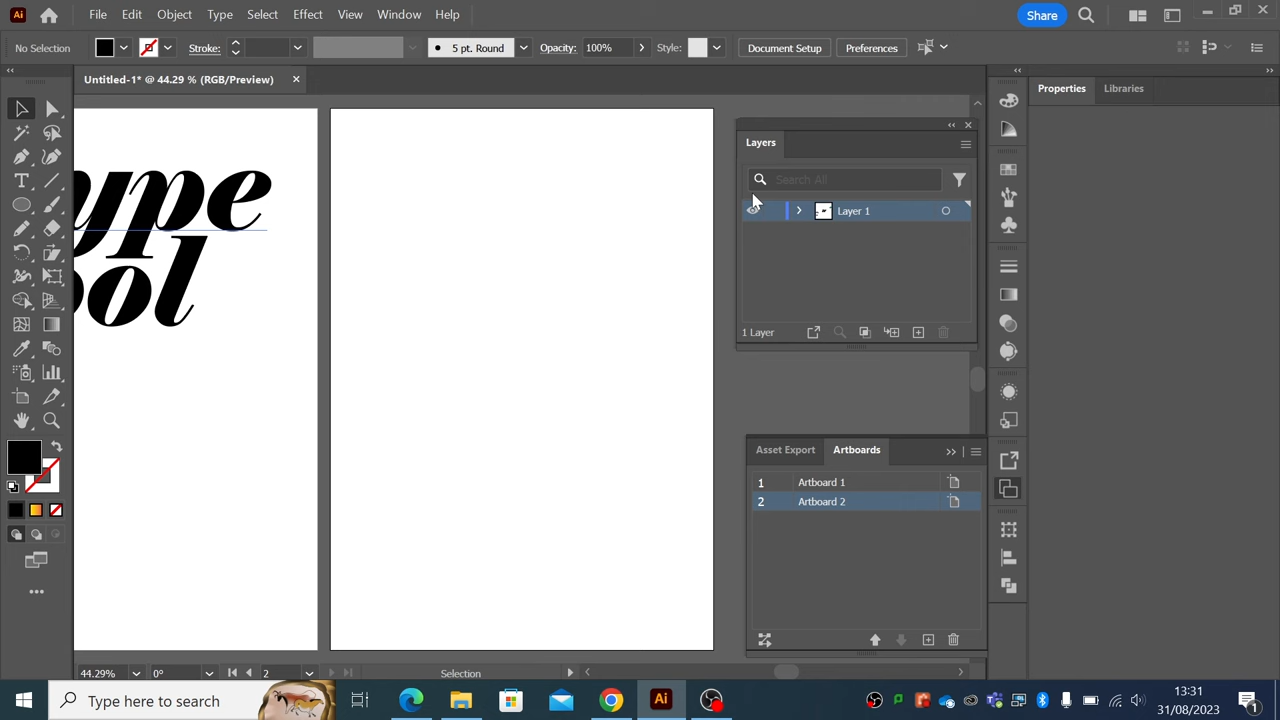 Ai File Edit Object Type Select Effect View Window Help Share
No Selection Stroke: 5 pt. Round Opacity: 100% Style: Document Setup Preferences
Untitled-1* @ 44.29 % (RGB/Preview)
Properties Libraries
Layers
Search All
Layer 1
1 Layer
ype
ool
Asset Export Artboards
1 Artboard 1
2 Artboard 2
44.29% 0° 2 Selection
Type here to search
Ai
13:31
31/08/2023
1